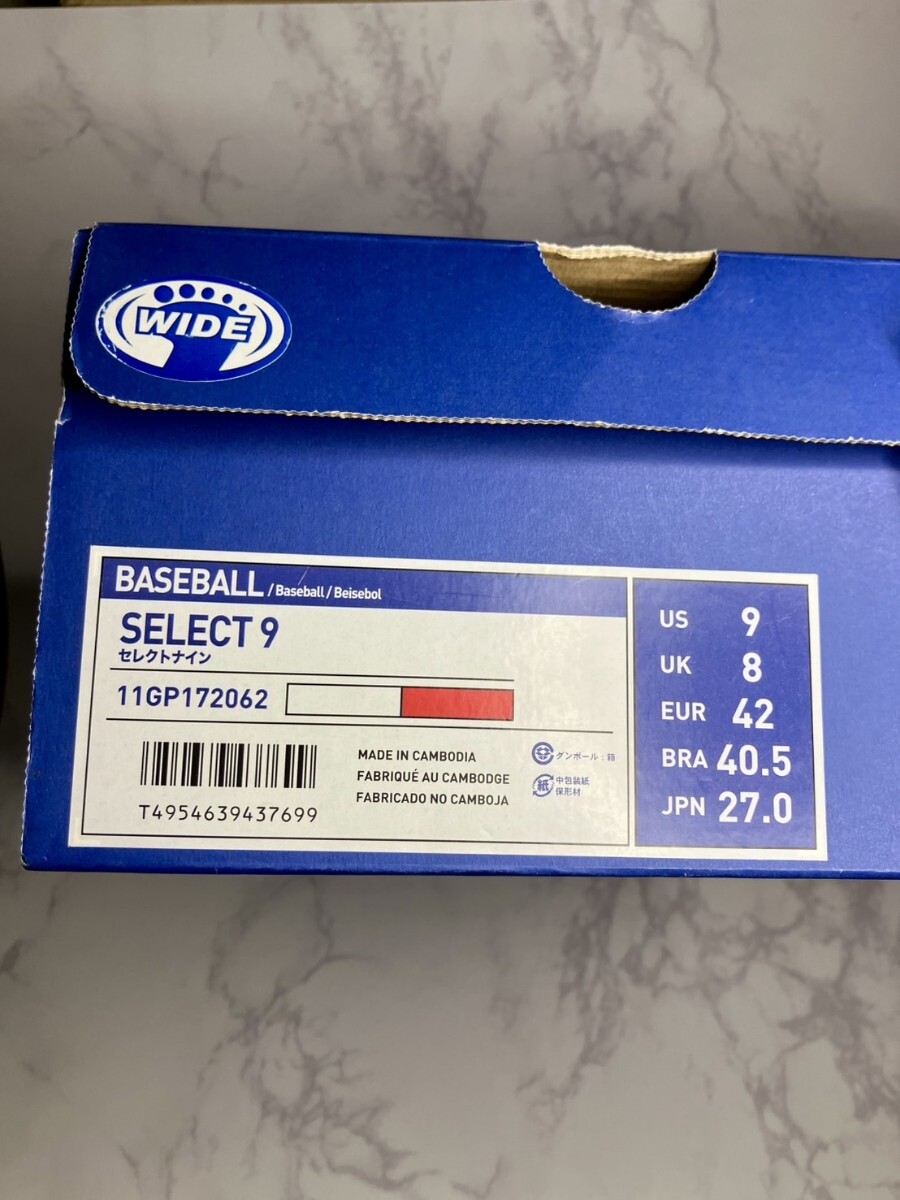 WIDE
BASEBALL / Baseball / Beisebol
SELECT 9
セレクトナイン
11GP172062
T4954639437699
MADE IN CAMBODIA
FABRIQUÉ AU CAMBODGE
FABRICADO NO CAMBOJA
ダンボール：箱
紙
中包装紙
保形材
US 9
UK 8
EUR 42
BRA 40.5
JPN 27.0